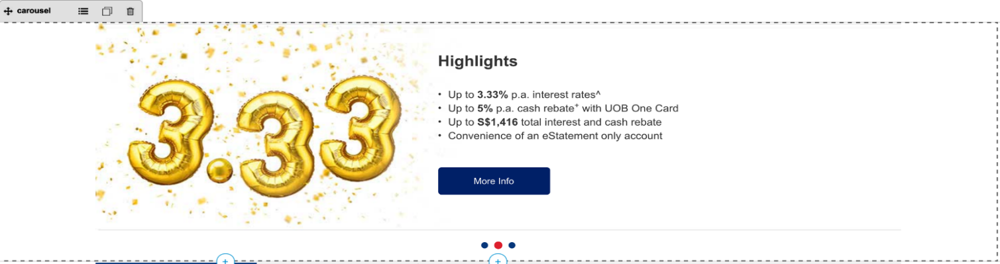 carousel
3.33
Highlights
• Up to 3.33% p.a. interest rates^
• Up to 5% p.a. cash rebate⁺ with UOB One Card
• Up to S$1,416 total interest and cash rebate
• Convenience of an eStatement only account
More Info